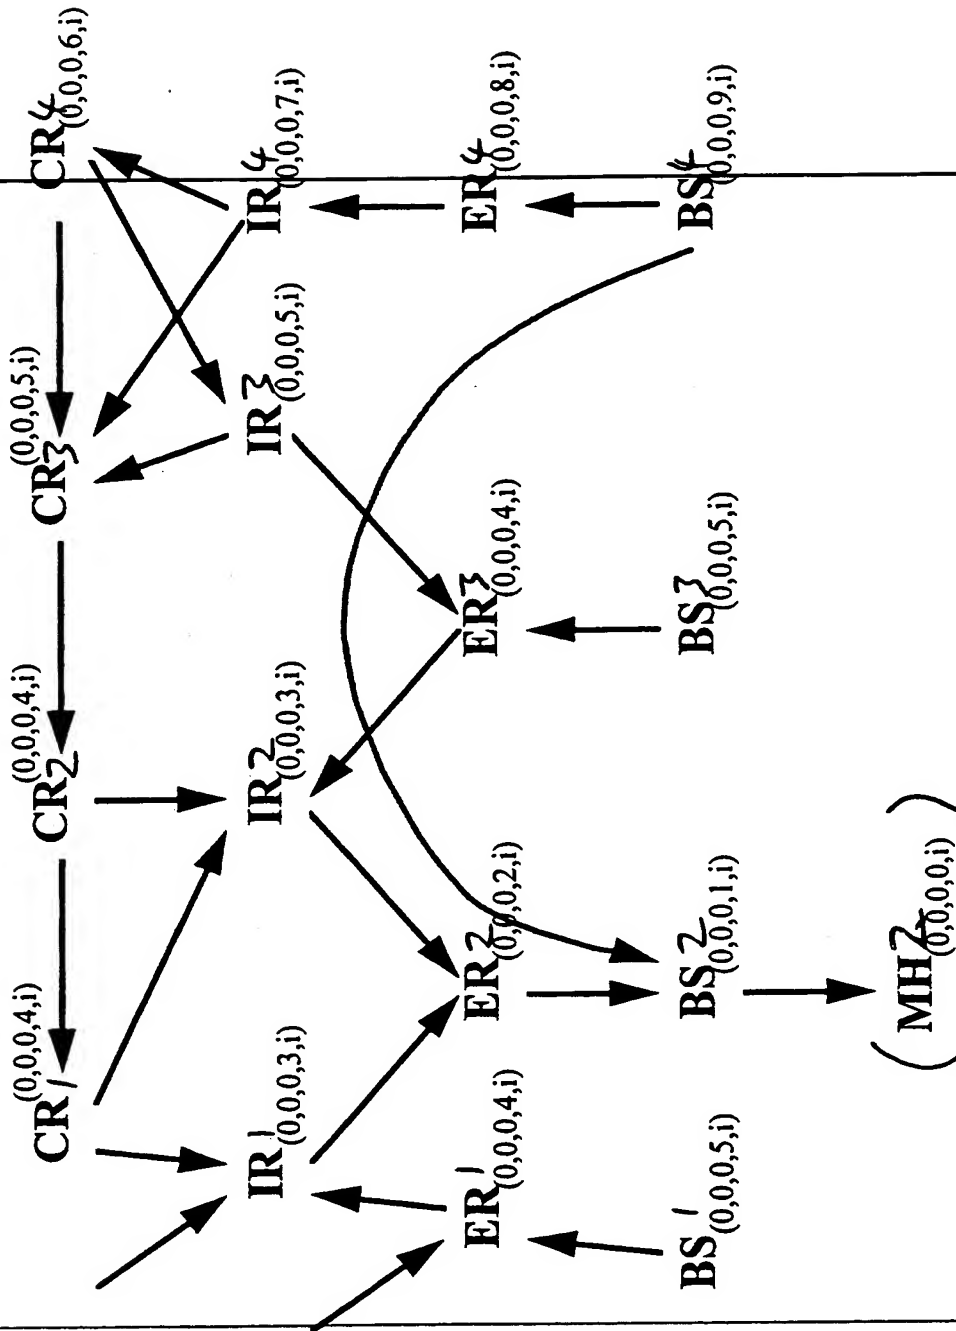 CR1 (0,0,0,4,i)
CR2 (0,0,0,4,i)
CR3 (0,0,0,5,i)
CR4 (0,0,0,6,i)
IR1 (0,0,0,3,i)
IR2 (0,0,0,3,i)
IR3 (0,0,0,5,i)
IR4 (0,0,0,7,i)
ER1 (0,0,0,4,i)
ER2 (0,0,0,2,i)
ER3 (0,0,0,4,i)
ER4 (0,0,0,8,i)
BS1 (0,0,0,5,i)
BS2 (0,0,0,1,i)
BS3 (0,0,0,5,i)
BS4 (0,0,0,9,i)
(MH2 (0,0,0,0,i))